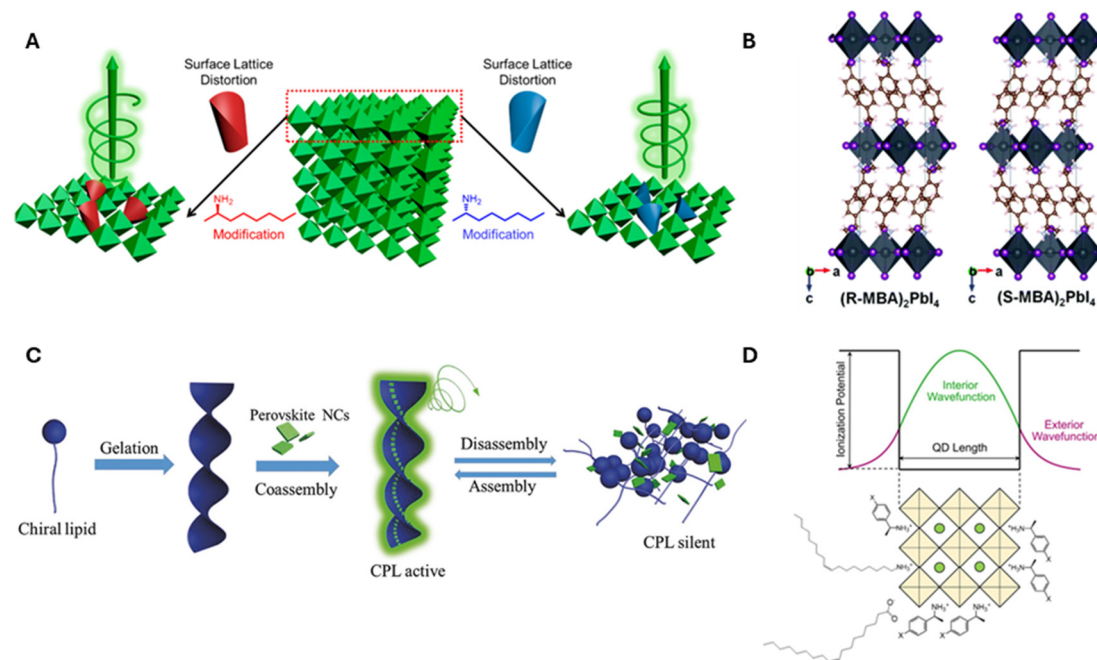 A
Surface Lattice
Distortion
NH₂
Modification
Surface Lattice
Distortion
NH₂
Modification
B
b
a
c
(R-MBA)₂PbI₄
b
a
c
(S-MBA)₂PbI₄
C
Chiral lipid
Gelation
Perovskite NCs
Coassembly
CPL active
Disassembly
Assembly
CPL silent
D
Ionization Potential
Interior
Wavefunction
Exterior
Wavefunction
QD Length
X
NH₃⁺
NH₃⁺
O⁻
O
X
NH₃⁺
X
NH₃⁺
⁺H₃N
X
⁺H₃N
X